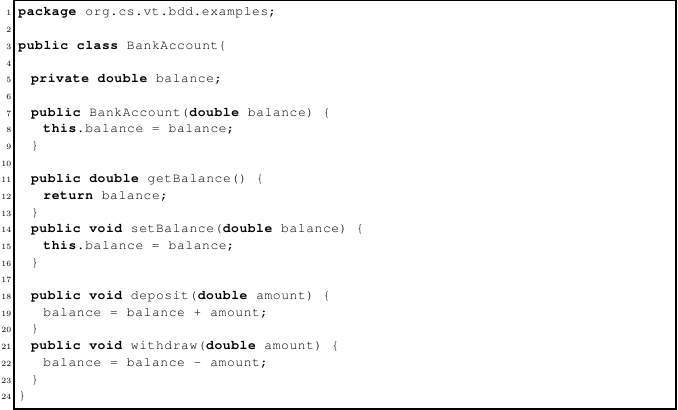 1 package org.cs.vt.bdd.examples;
2
3 public class BankAccount{
4
5 private double balance;
6
7 public BankAccount(double balance) {
8 this.balance = balance;
9 }
10
11 public double getBalance() {
12 return balance;
13 }
14 public void setBalance(double balance) {
15 this.balance = balance;
16 }
17
18 public void deposit(double amount) {
19 balance = balance + amount;
20 }
21 public void withdraw(double amount) {
22 balance = balance - amount;
23 }
24 }